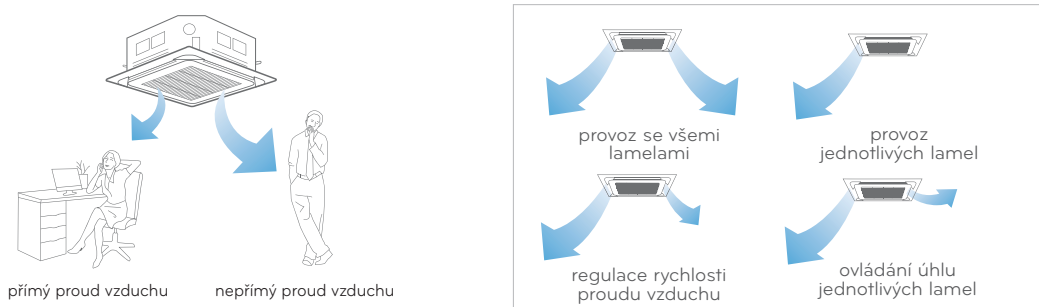 přímý proud vzduchu
nepřímý proud vzduchu
provoz se všemi
lamelami
provoz
jednotlivých lamel
regulace rychlosti
proudu vzduchu
ovládání úhlu
jednotlivých lamel